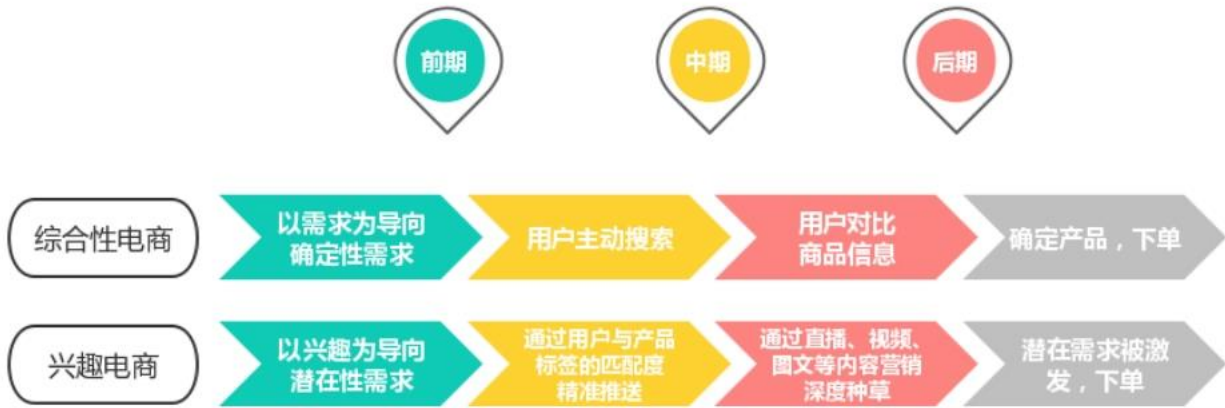 前期
中期
后期
综合性电商
以需求为导向
确定性需求
用户主动搜索
用户对比
商品信息
确定产品，下单
兴趣电商
以兴趣为导向
潜在性需求
通过用户与产品
标签的匹配度
精准推送
通过直播、视频、
图文等内容营销
深度种草
潜在需求被激
发，下单